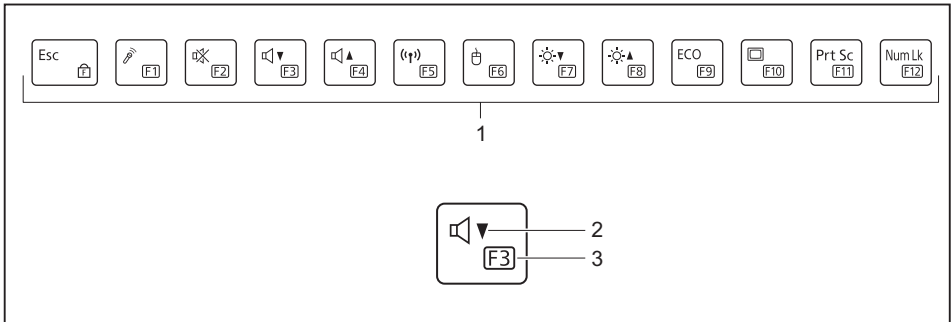 Esc F
F1
F2
F3
F4
F5
F6
F7
F8
ECO F9
F10
Prt Sc F11
Num Lk F12
1
2
F3 3